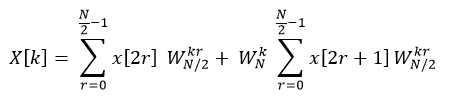 X[k] = \sum_{r=0}^{\frac{N}{2}-1} x[2r] W_{N/2}^{kr} + W_N^k \sum_{r=0}^{\frac{N}{2}-1} x[2r + 1] W_{N/2}^{kr}